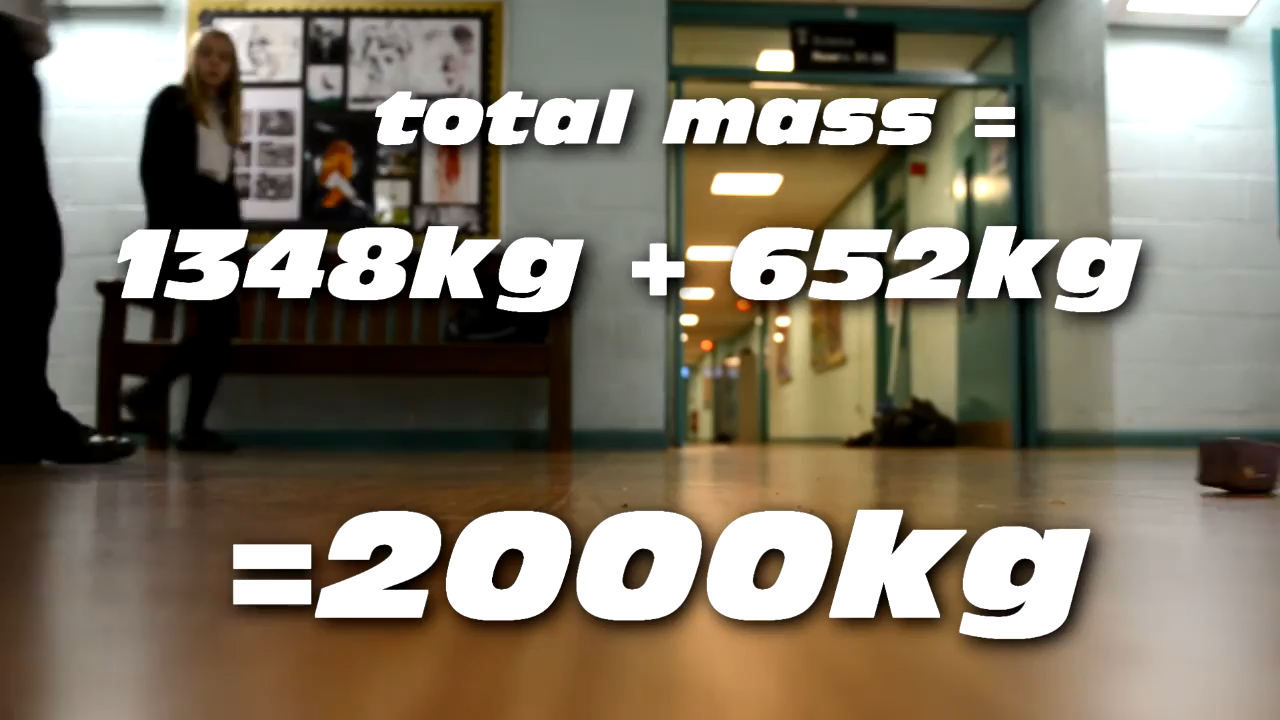 total mass =
1348kg + 652kg
=2000kg